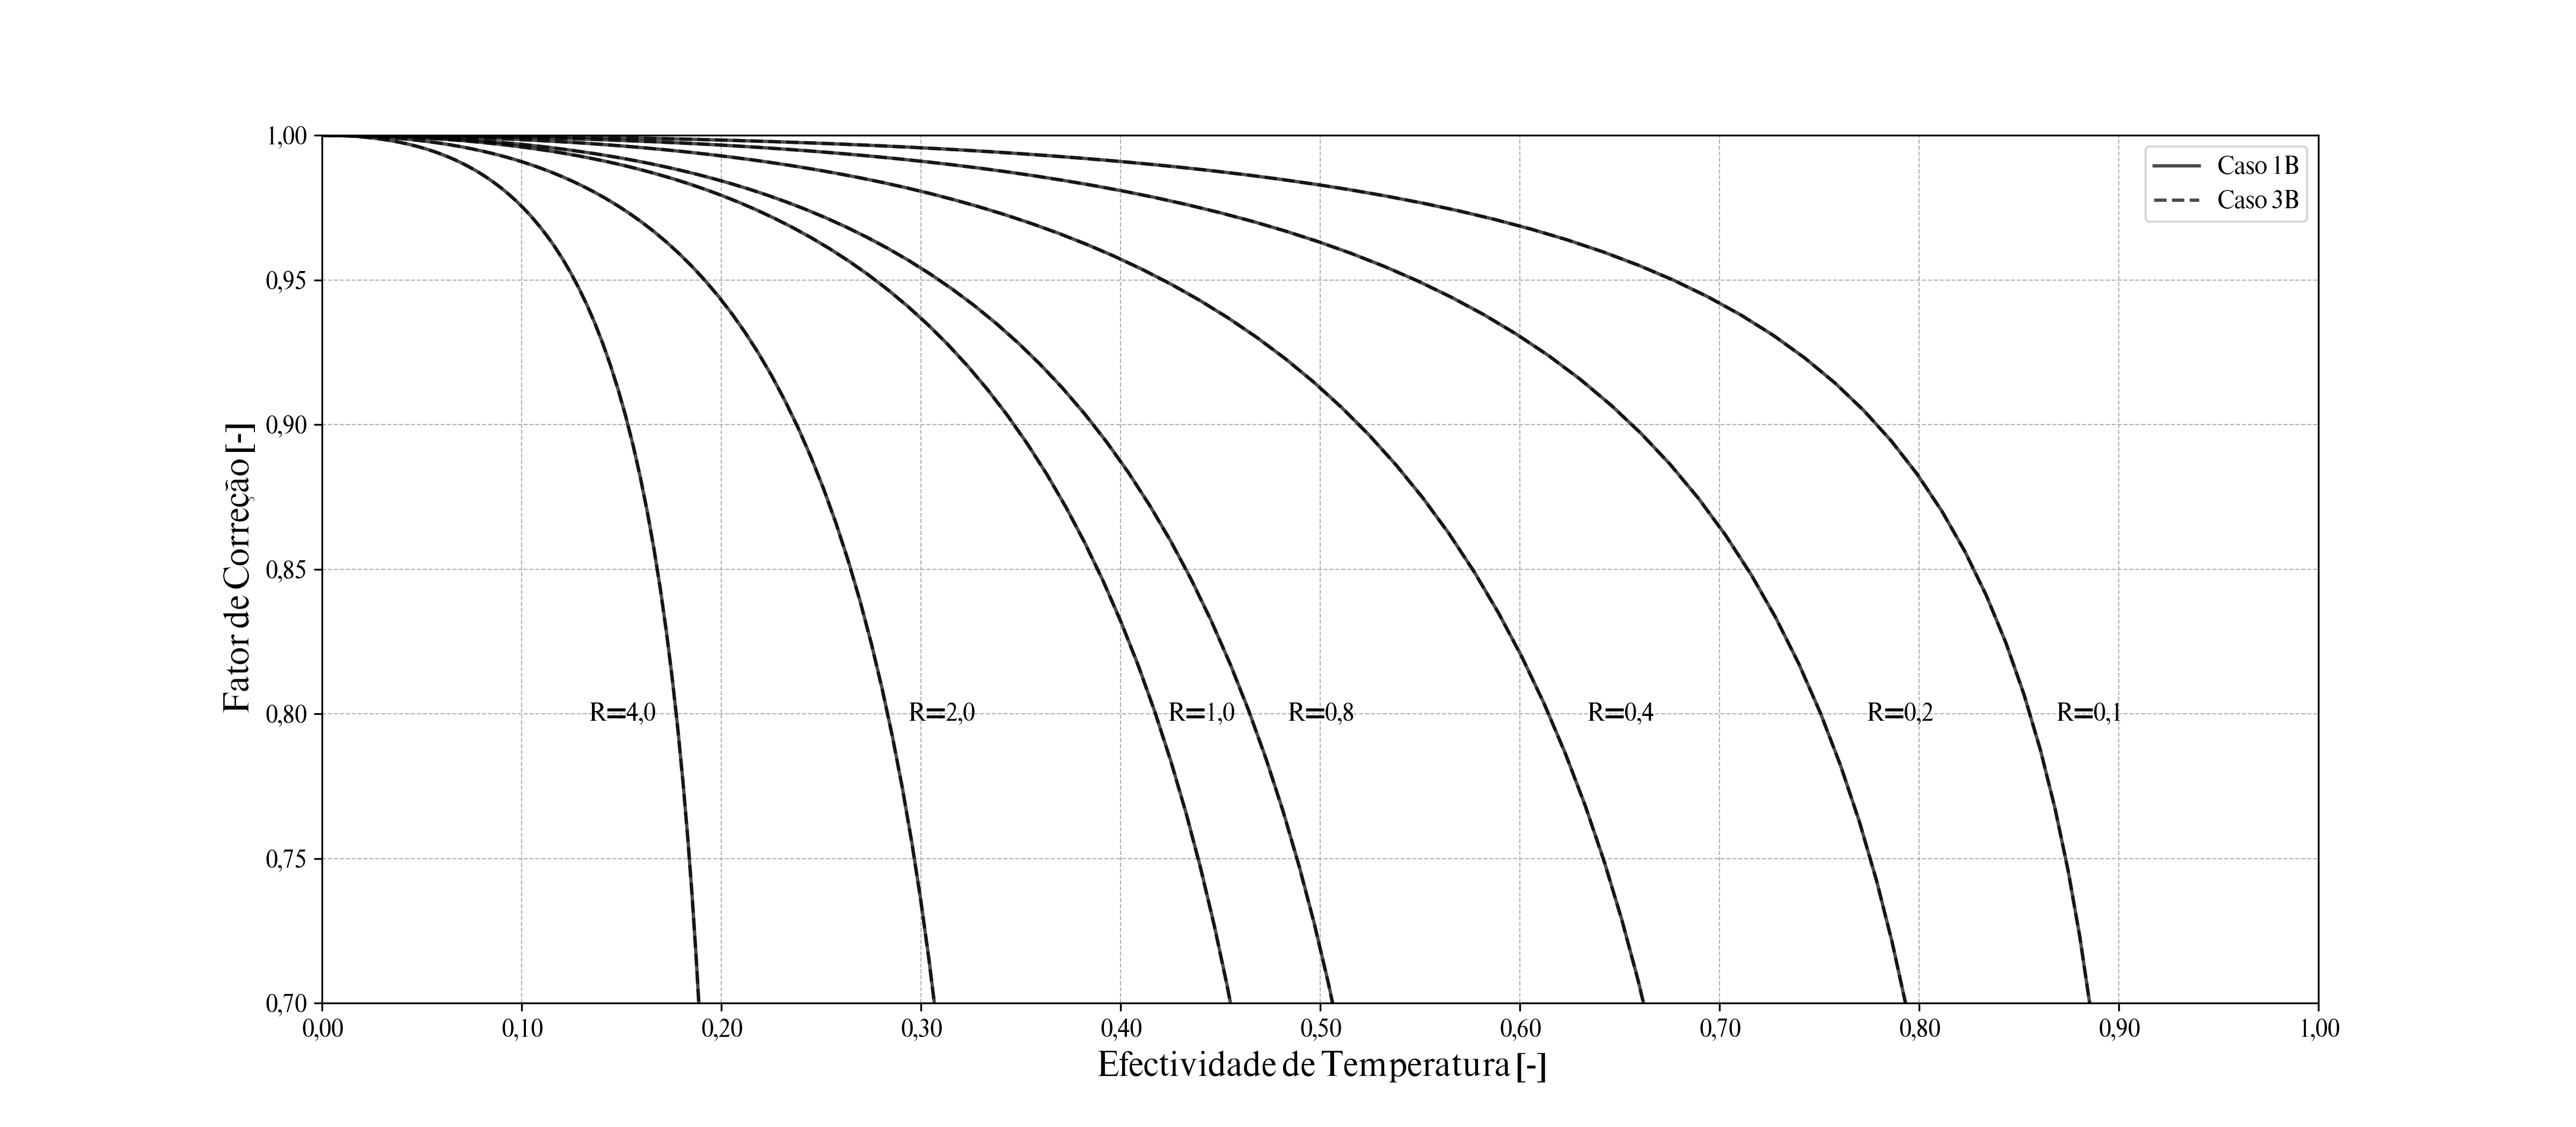 1,00
0,95
0,90
0,85
0,80
0,75
0,70
Fator de Correção [-]
Caso 1B
Caso 3B
R=4,0
R=2,0
R=1,0
R=0,8
R=0,4
R=0,2
R=0,1
0,00 0,10 0,20 0,30 0,40 0,50 0,60 0,70 0,80 0,90 1,00
Efectividade de Temperatura [-]